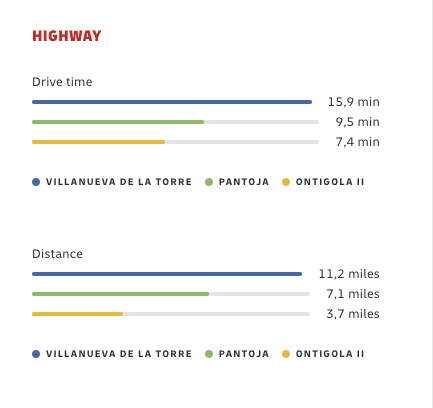 HIGHWAY
Drive time
15,9 min
9,5 min
7,4 min
VILLANUEVA DE LA TORRE PANTOJA ONTIGOLA II
Distance
11,2 miles
7,1 miles
3,7 miles
VILLANUEVA DE LA TORRE PANTOJA ONTIGOLA II